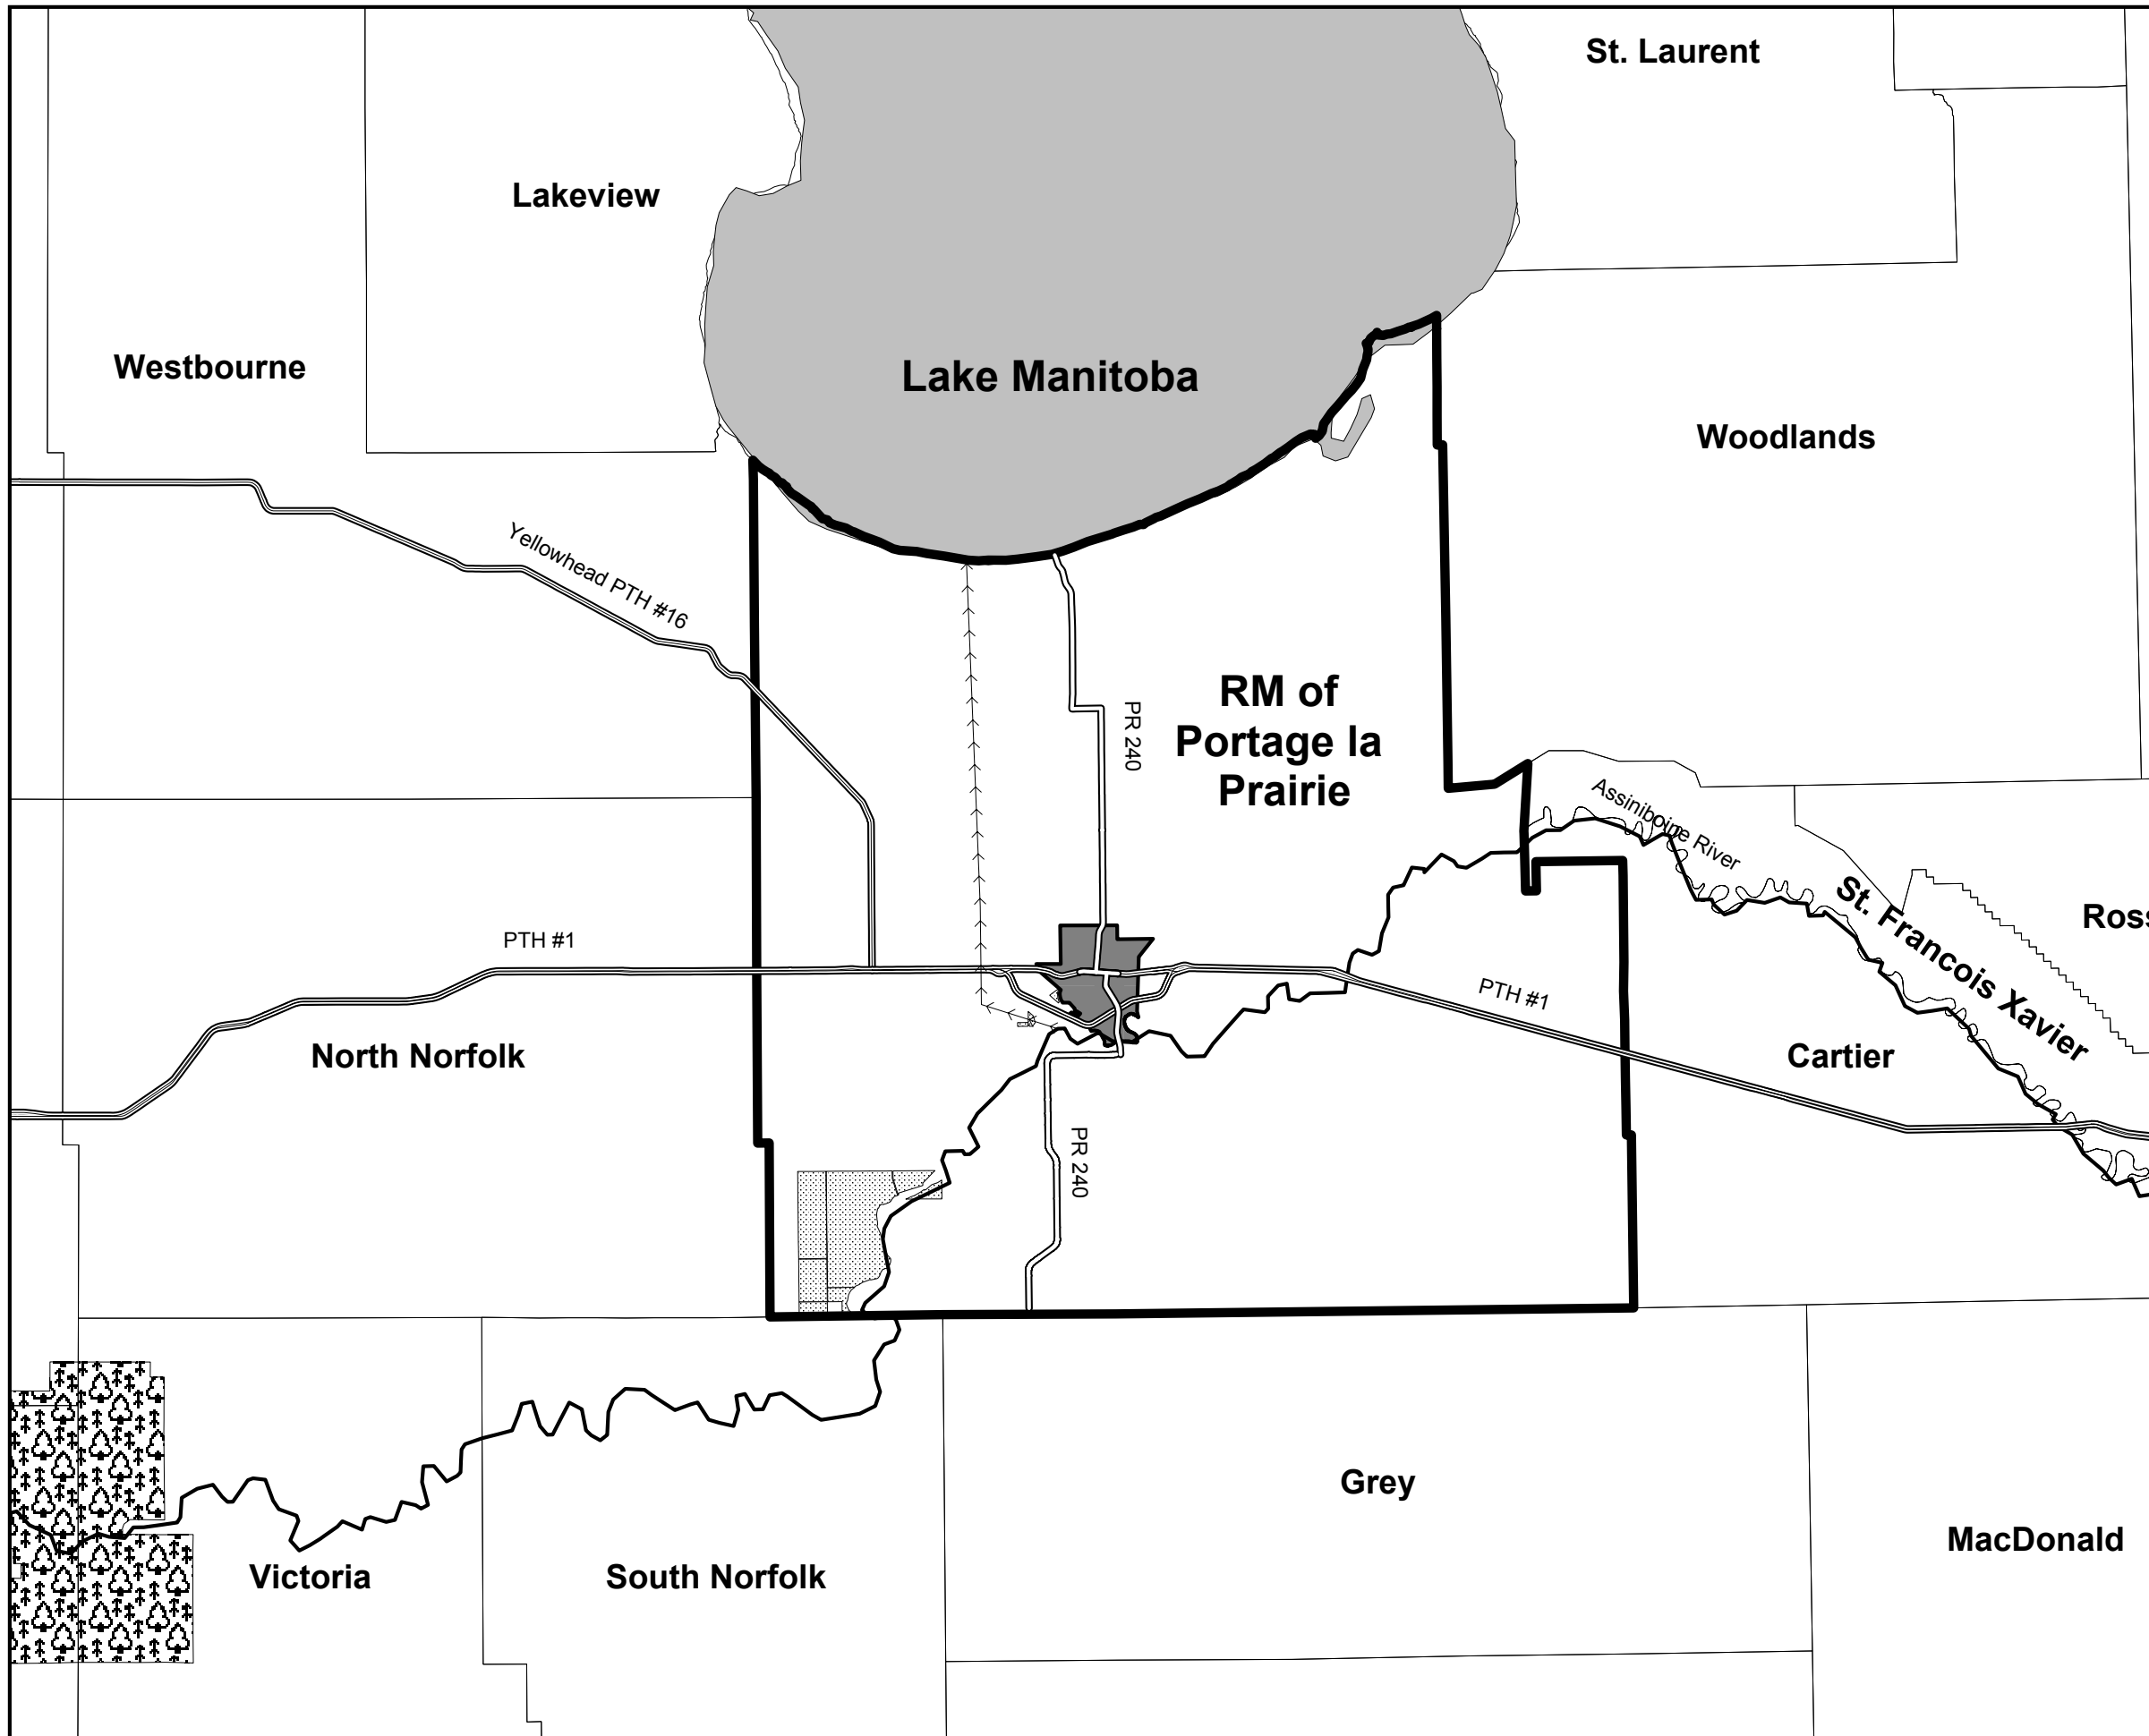 St. Laurent
Lakeview
Westbourne
Lake Manitoba
Woodlands
Yellowhead PTH #16
RM of
Portage la
Prairie
PR 240
Assiniboine River
St. Francois Xavier
Ross
PTH #1
PTH #1
North Norfolk
Cartier
PR 240
Grey
MacDonald
Victoria
South Norfolk